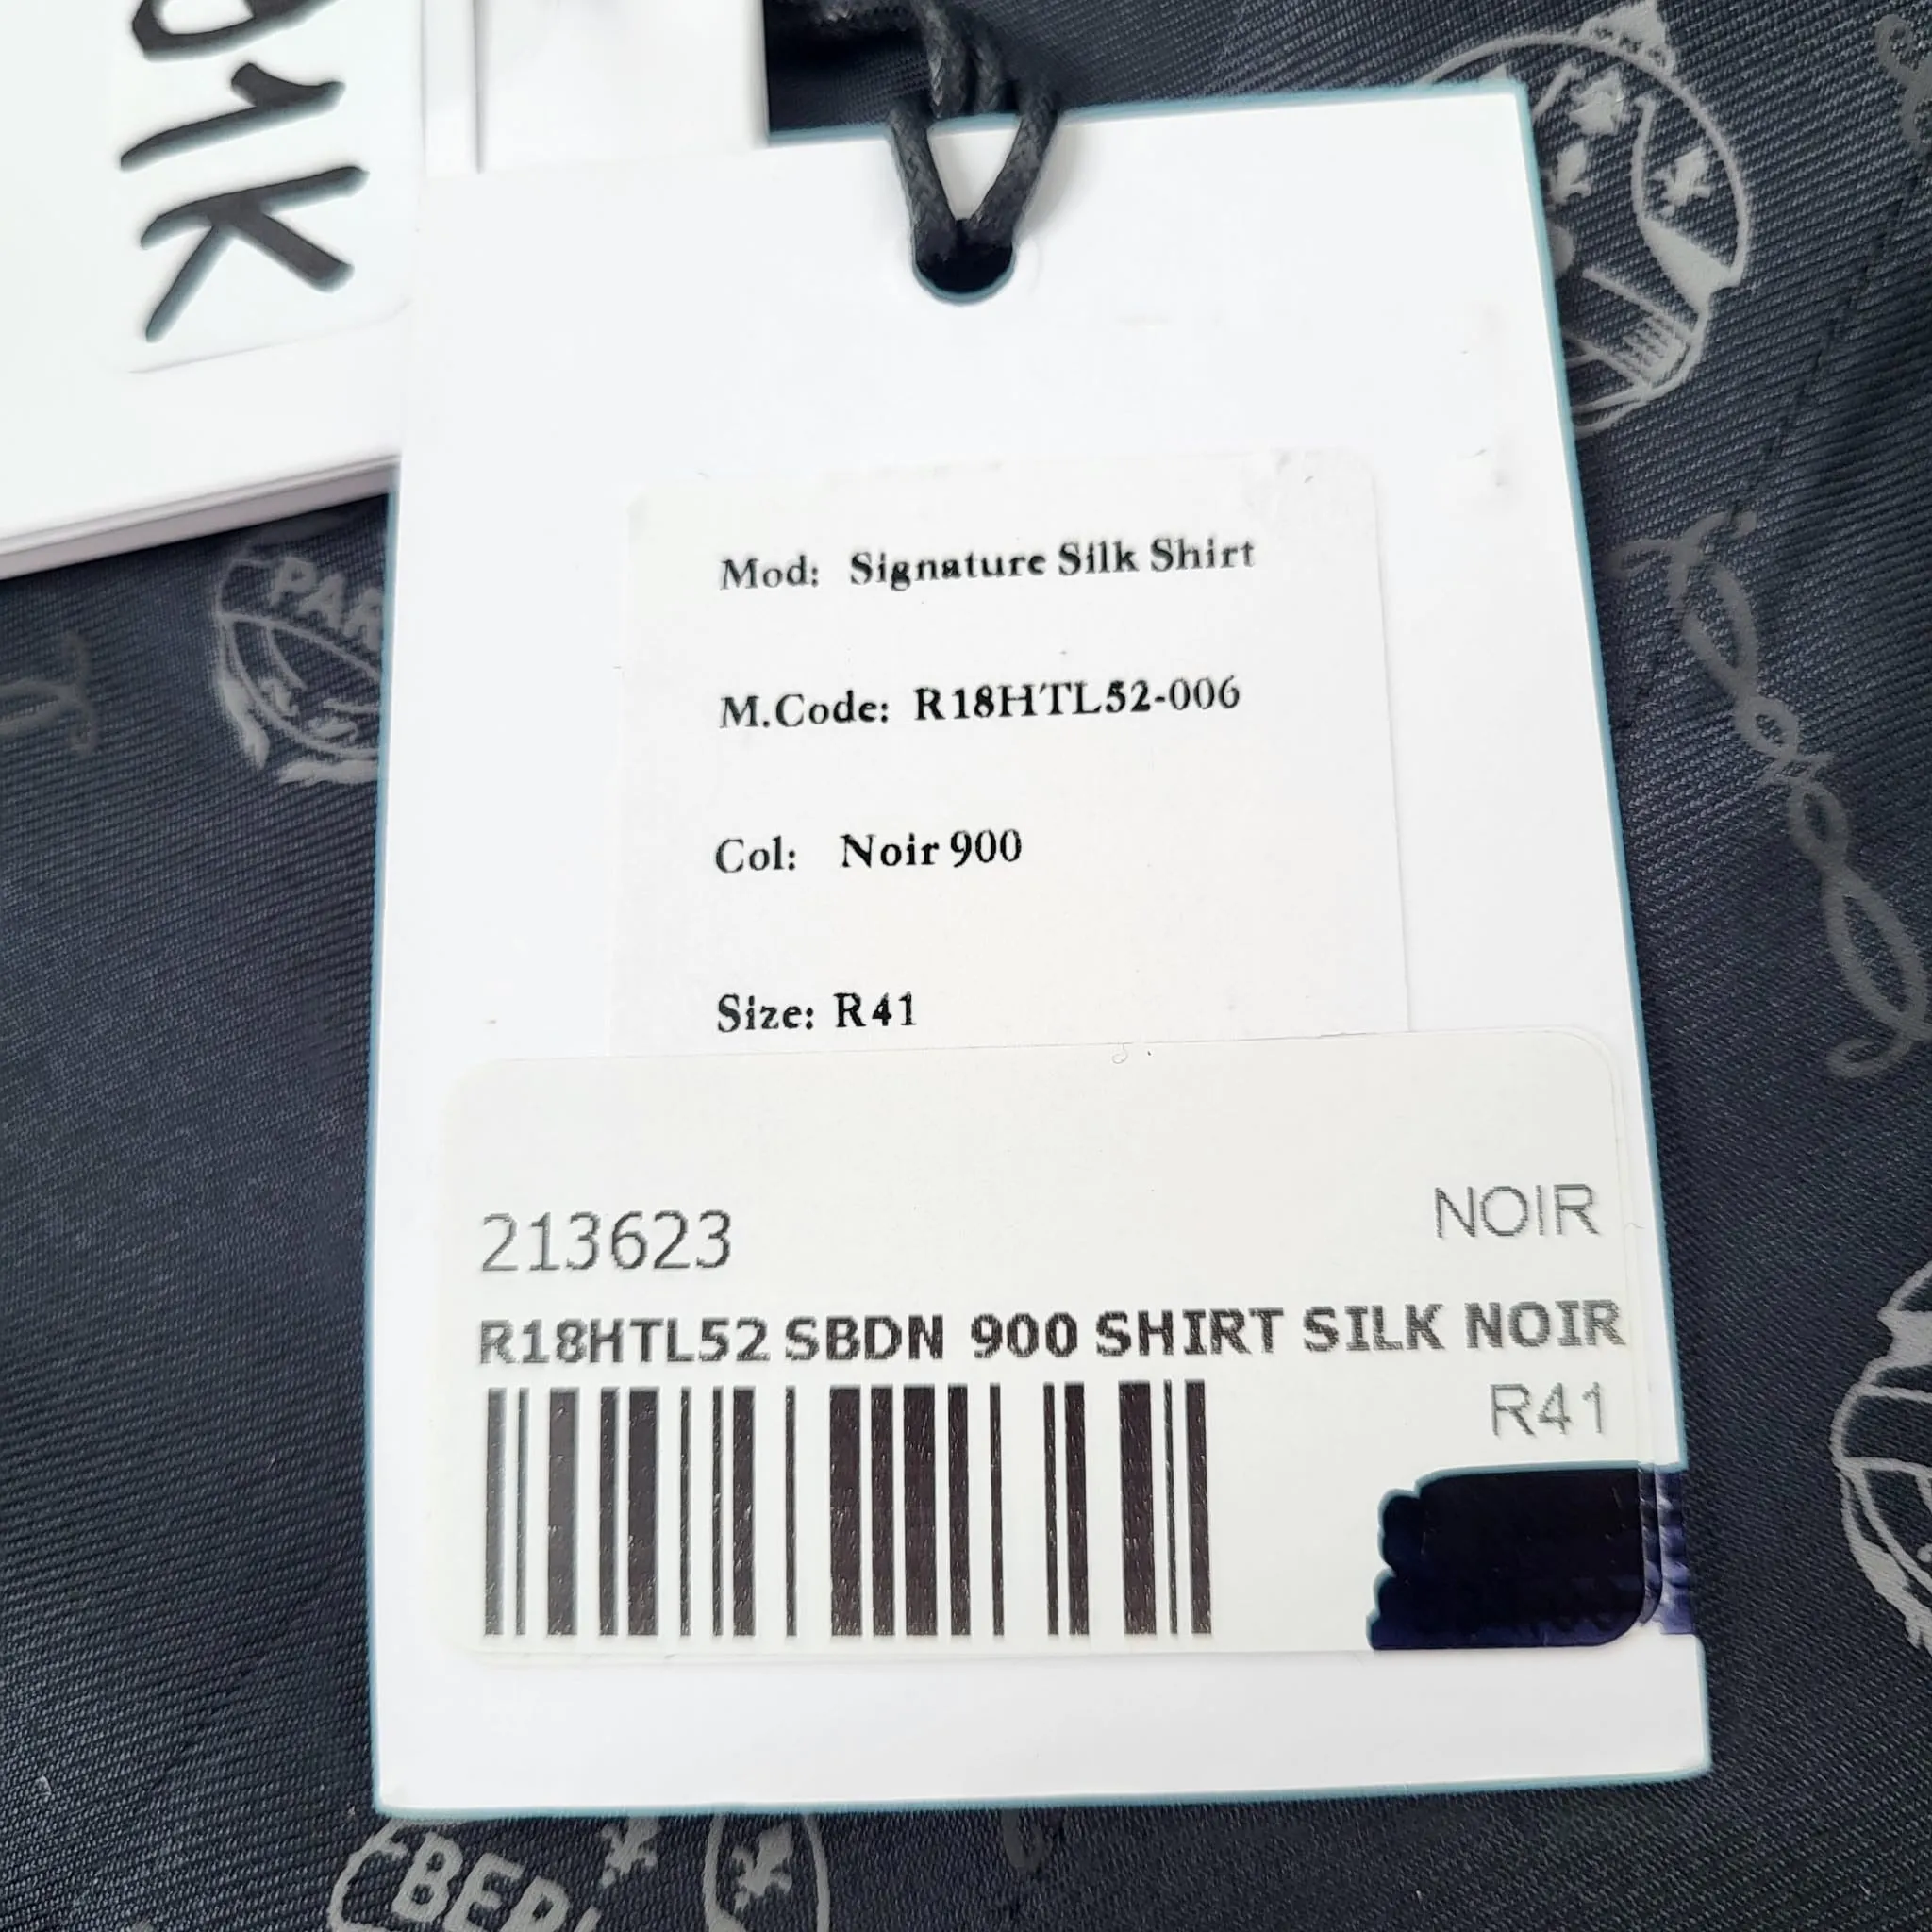 Mod: Signature Silk Shirt
M.Code: R18HTL52-006
Col: Noir 900
Size: R41
213623
NOIR
R18HTL52 SBDN 900 SHIRT SILK NOIR
R41